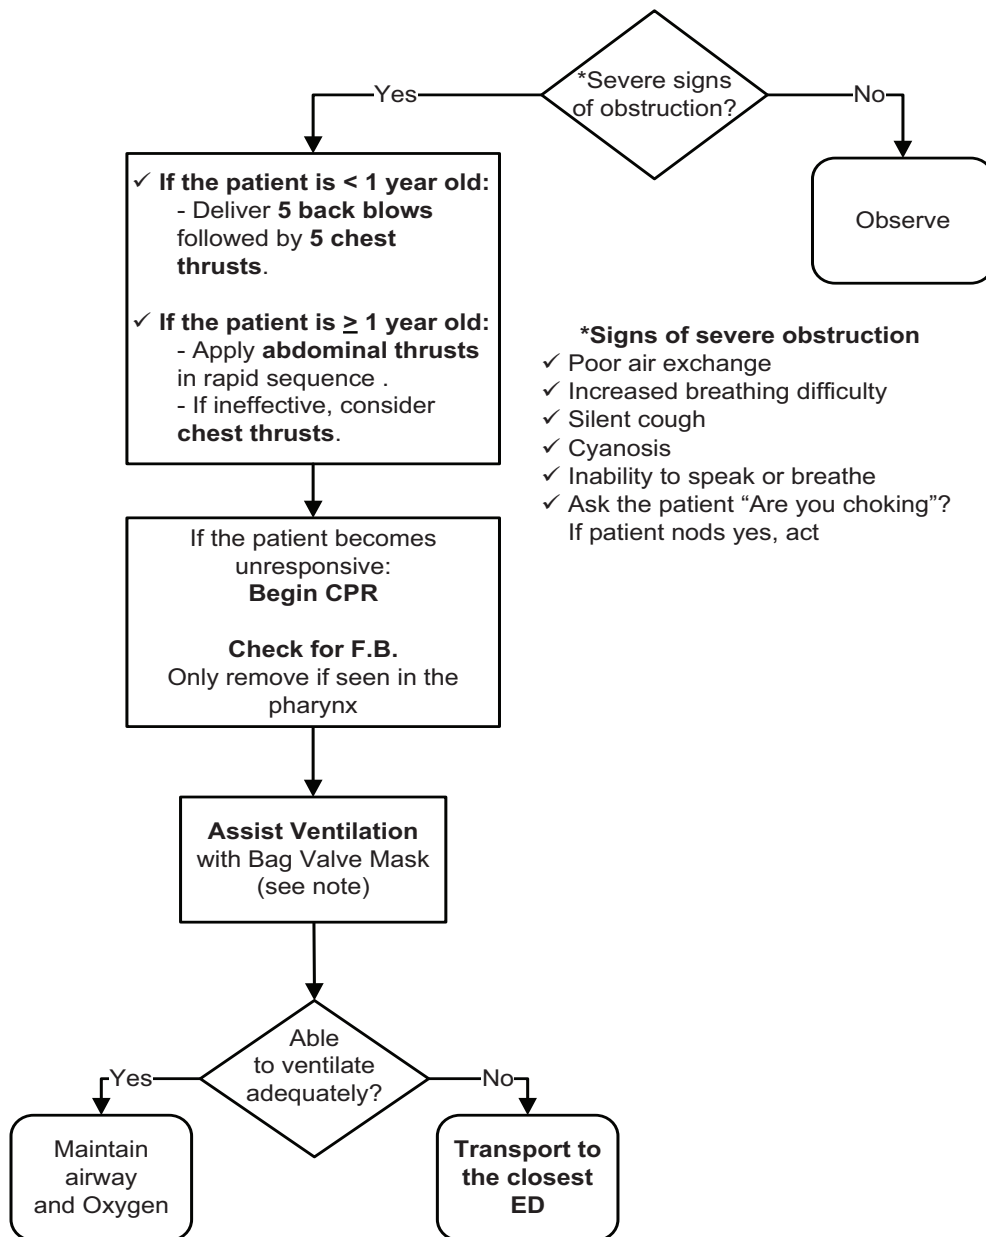 *Severe signs
of obstruction?
Yes
No
✓ If the patient is < 1 year old:
- Deliver 5 back blows
followed by 5 chest
thrusts.
✓ If the patient is ≥ 1 year old:
- Apply abdominal thrusts
in rapid sequence .
- If ineffective, consider
chest thrusts.
Observe
*Signs of severe obstruction
✓ Poor air exchange
✓ Increased breathing difficulty
✓ Silent cough
✓ Cyanosis
✓ Inability to speak or breathe
✓ Ask the patient “Are you choking”?
If patient nods yes, act
If the patient becomes
unresponsive:
Begin CPR
Check for F.B.
Only remove if seen in the
pharynx
Assist Ventilation
with Bag Valve Mask
(see note)
Able
to ventilate
adequately?
Yes
No
Maintain
airway
and Oxygen
Transport to
the closest
ED